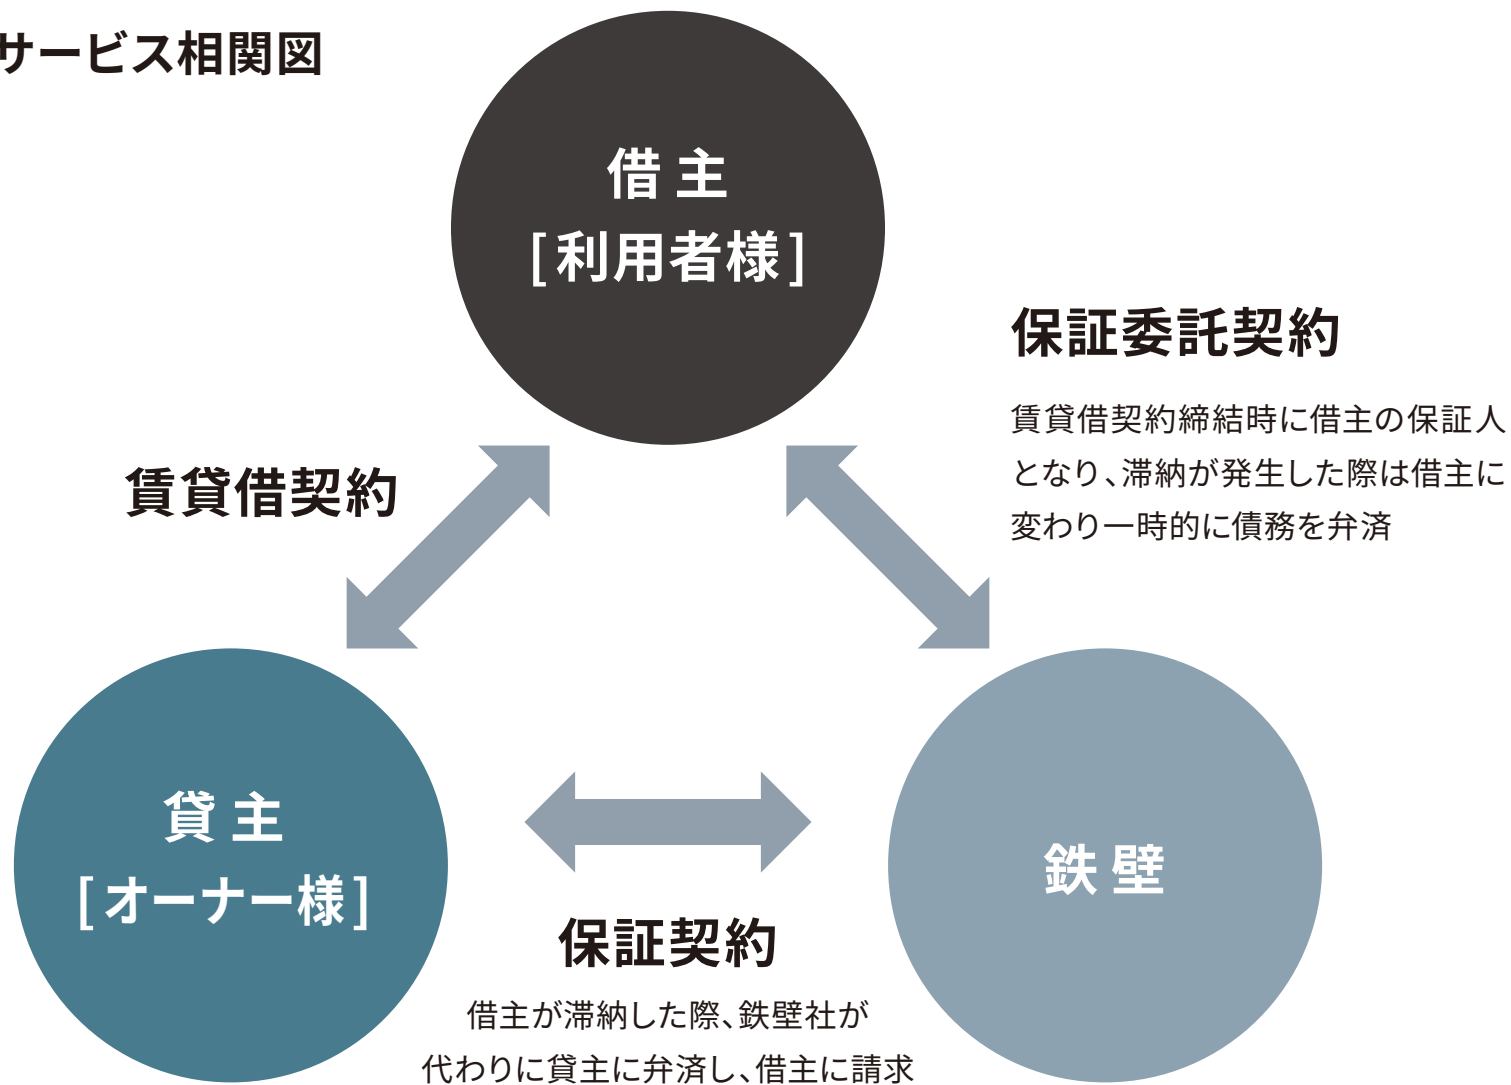 サービス相関図
借主
[利用者様]
保証委託契約
賃貸借契約締結時に借主の保証人
となり、滞納が発生した際は借主に
変わり一時的に債務を弁済
賃貸借契約
貸主
[オーナー様]
鉄壁
保証契約
借主が滞納した際、鉄壁社が
代わりに貸主に弁済し、借主に請求